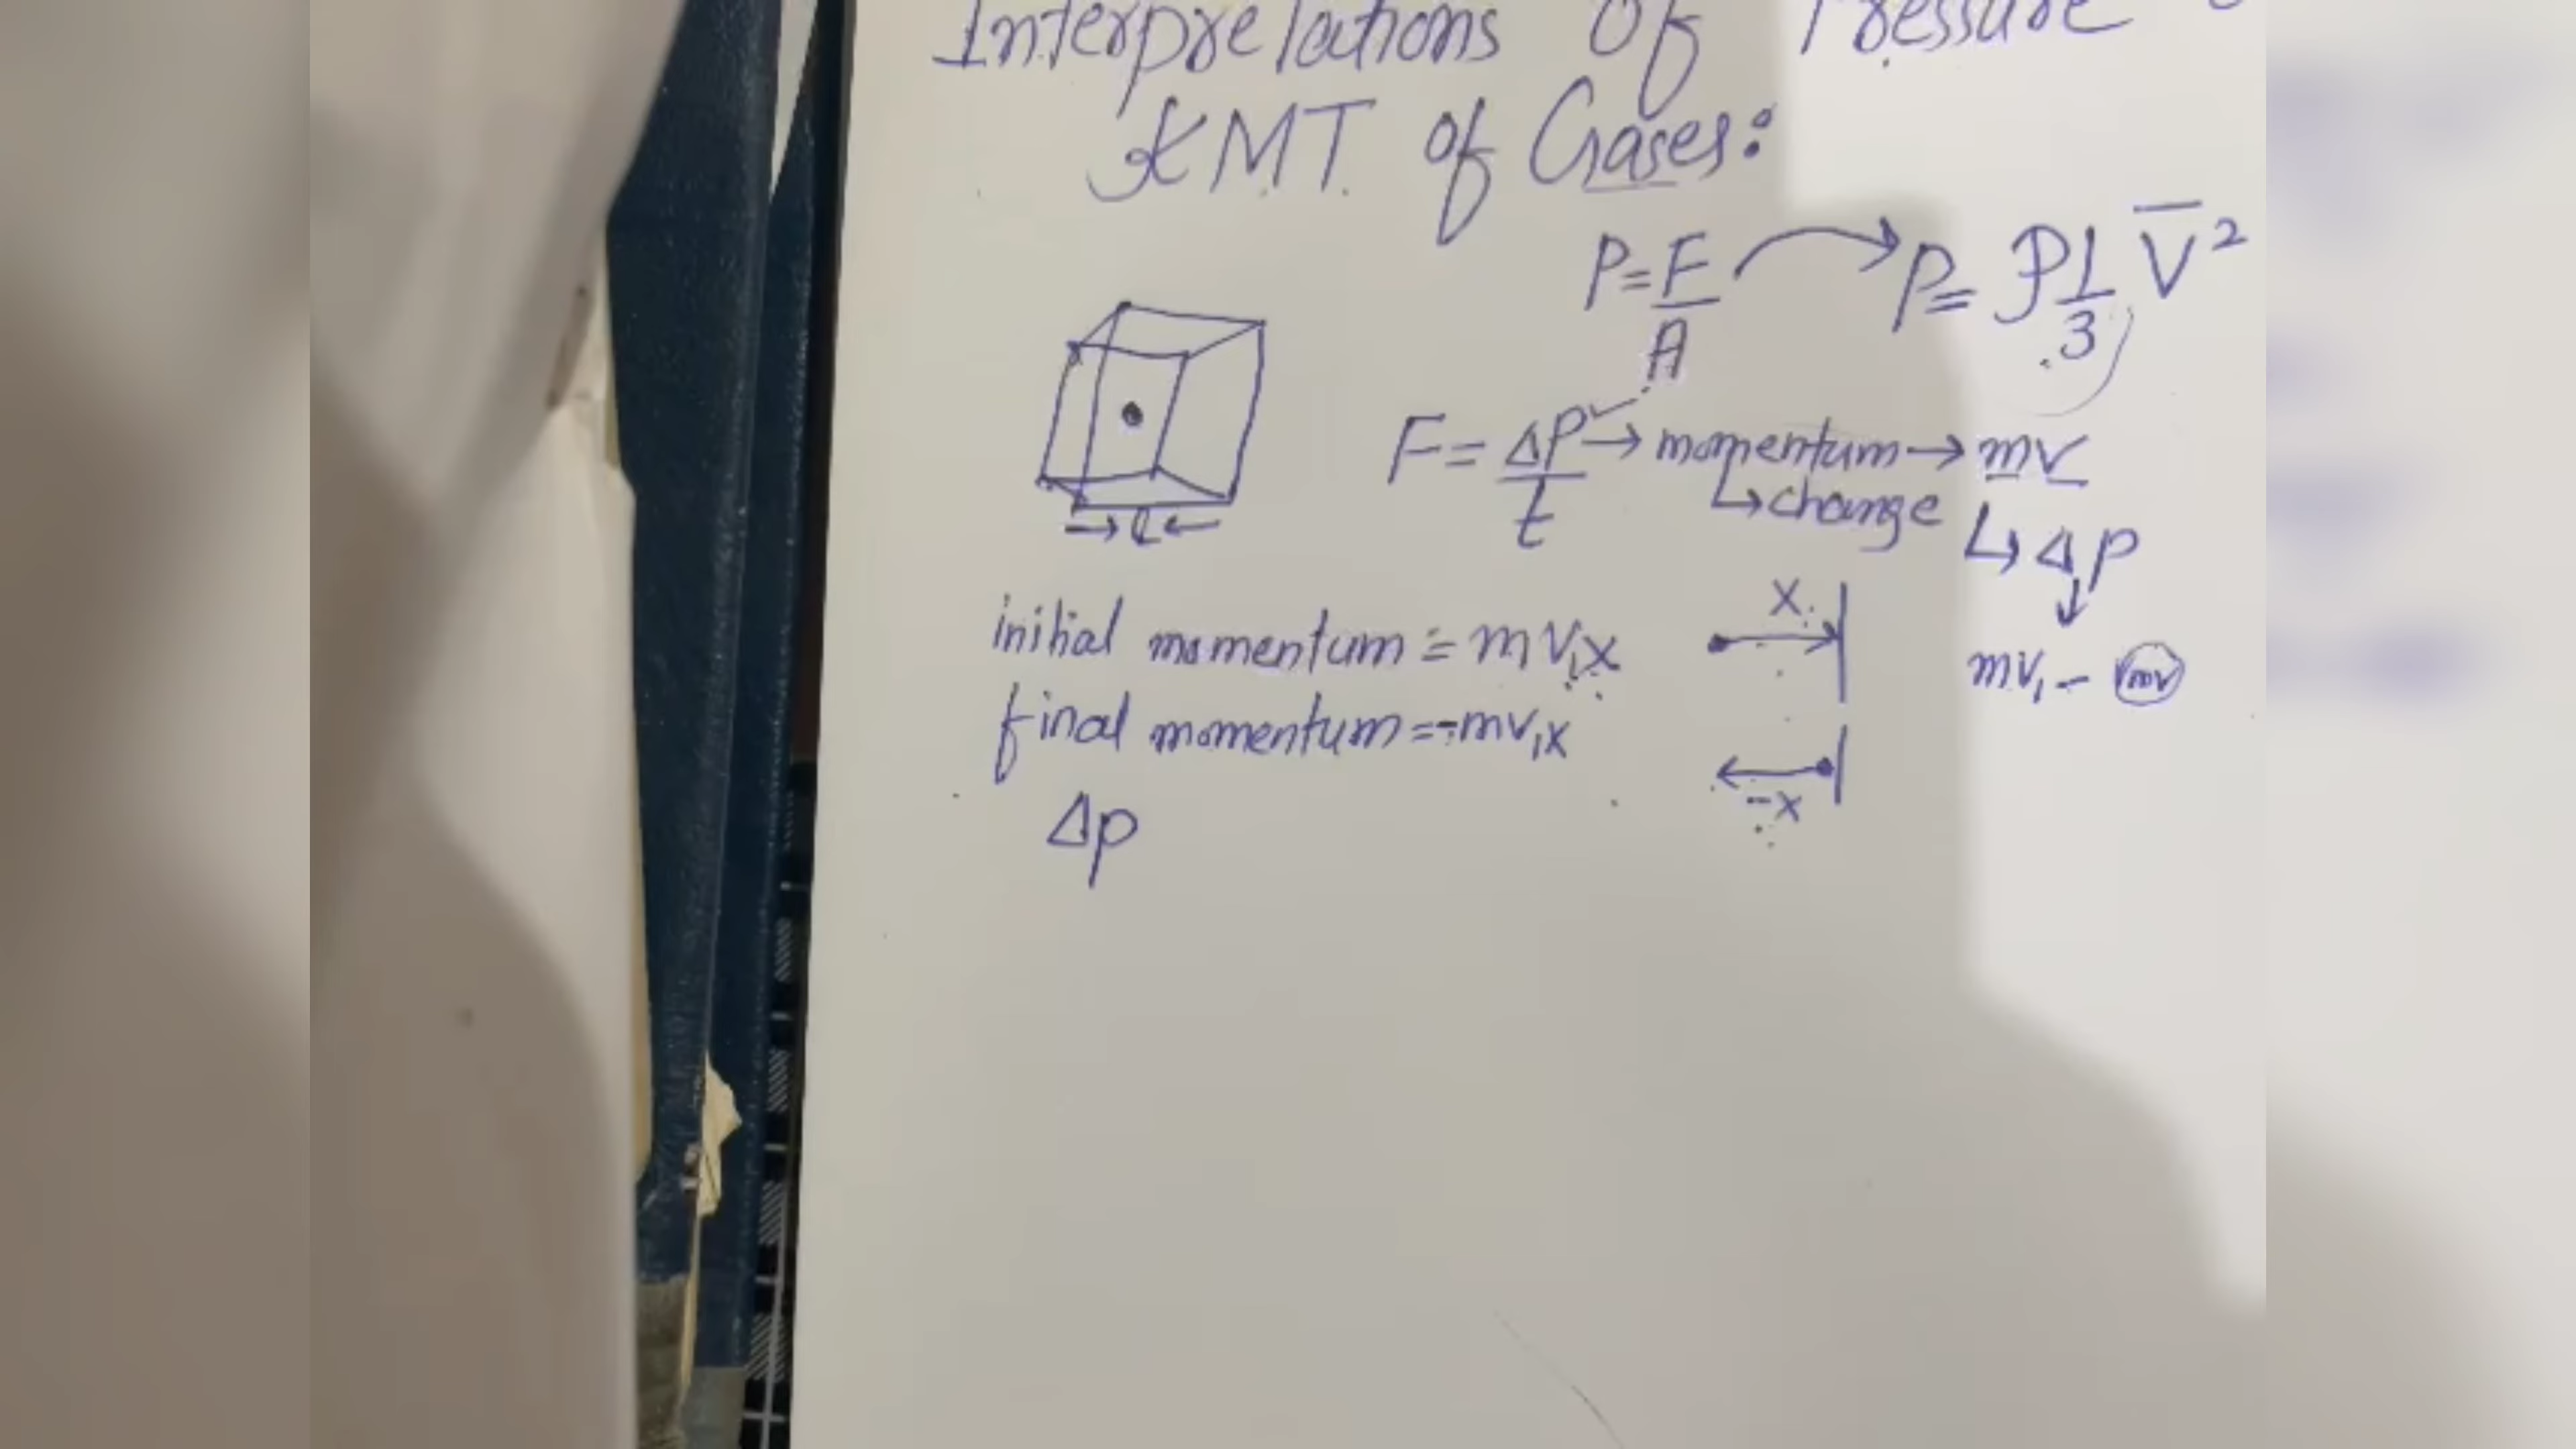 Interpretations Of Pressure
KMT of Gases:
P = F/A → P = ρ 1/3 V̅²
l
F = ΔP/t → momentum → mv
↳ change
↳ Δp
↓
mv₁ -
initial momentum = mv₁x
X
final momentum = -mv₁x
-x
Δp